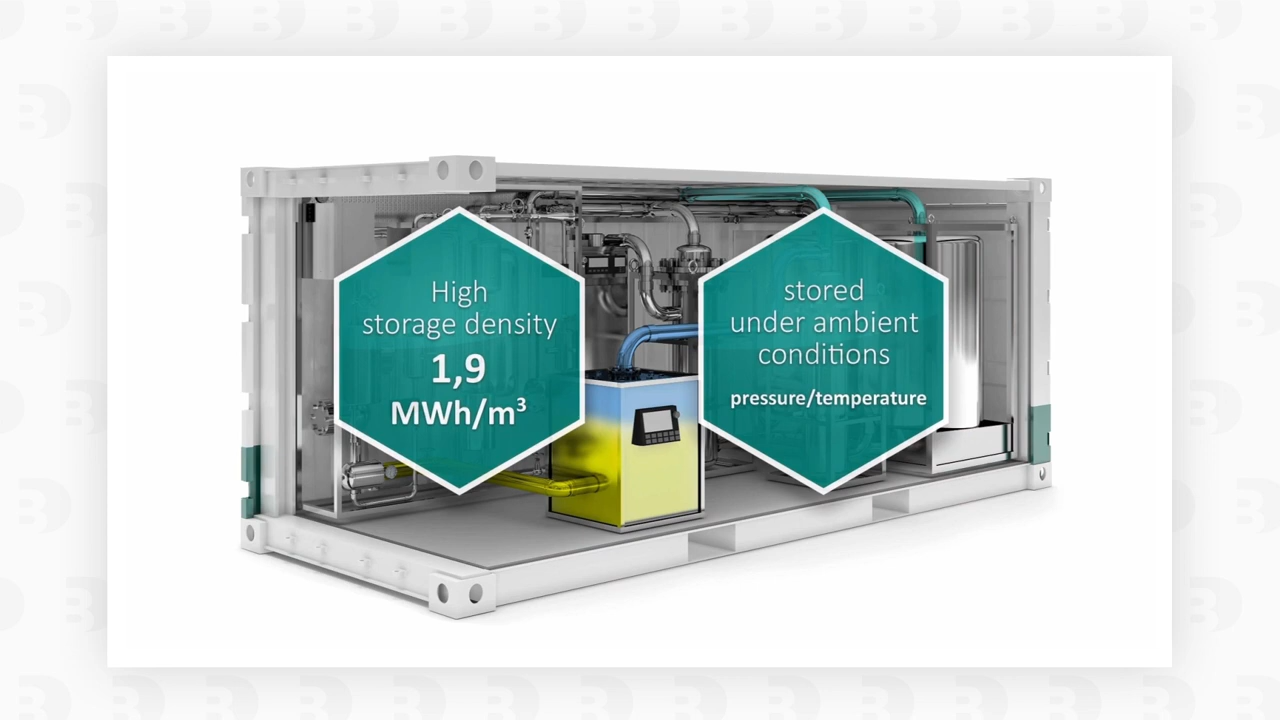 High
storage density
1,9
MWh/m³
stored
under ambient
conditions
pressure/temperature